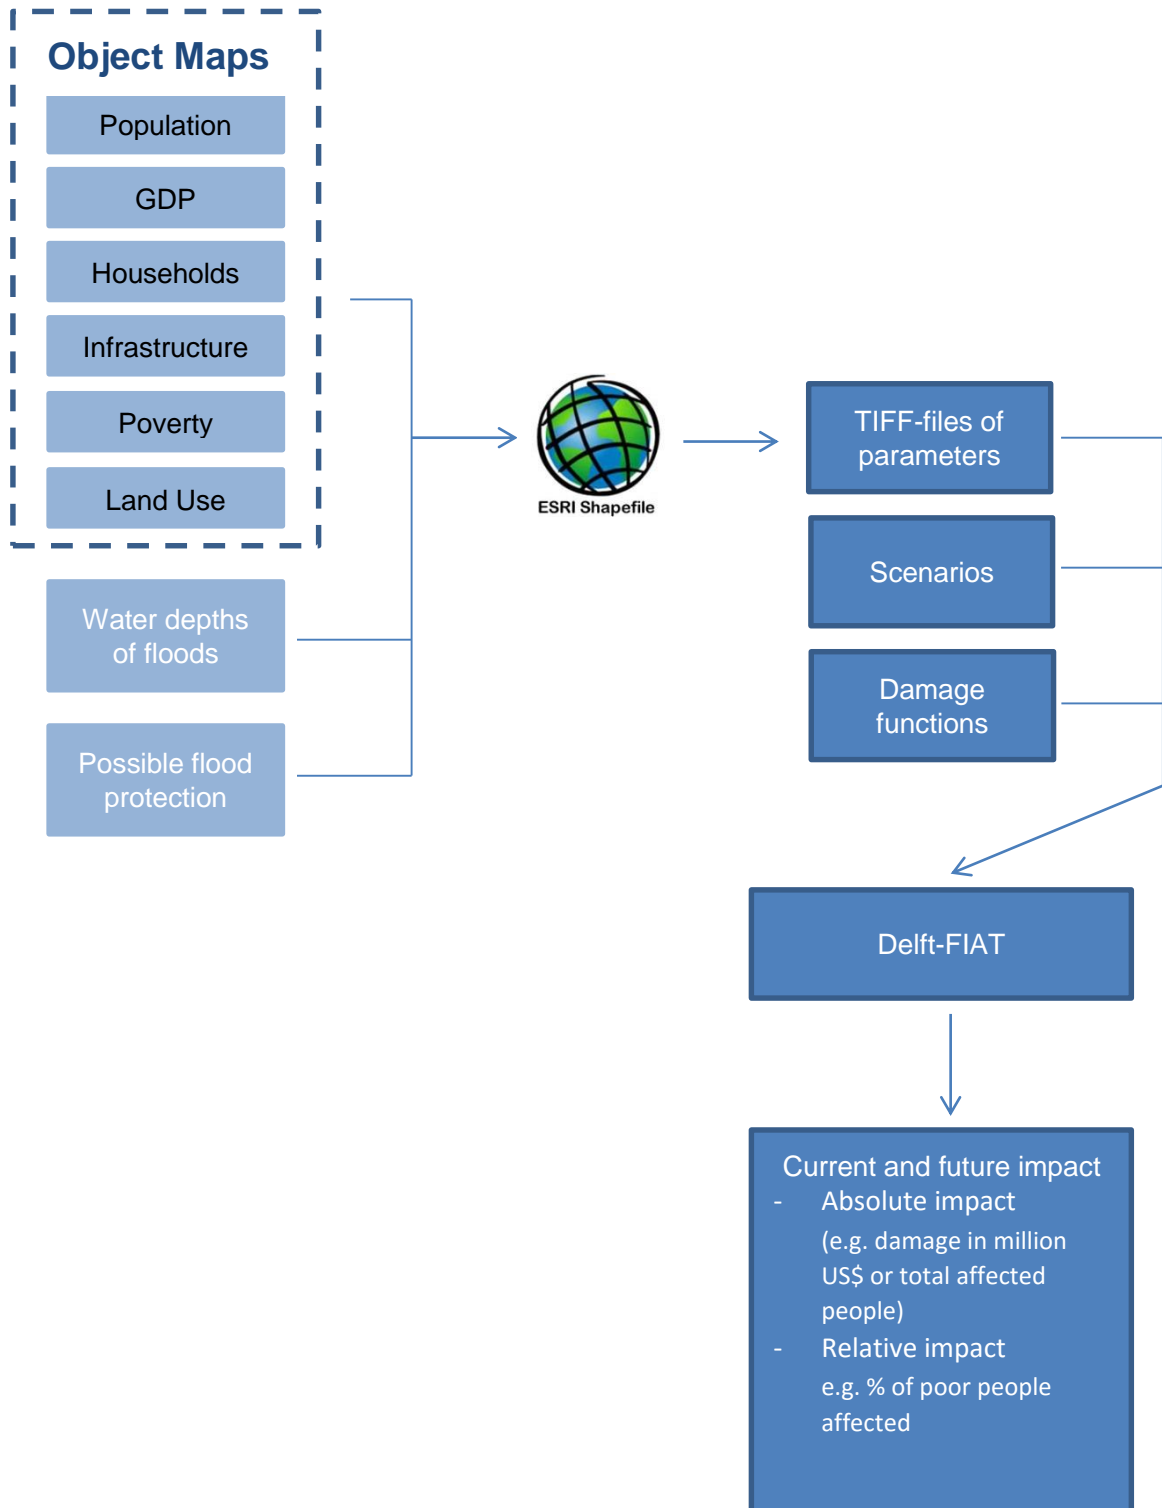 Object Maps
Population
GDP
Households
Infrastructure
Poverty
Land Use
Water depths
of floods
Possible flood
protection
ESRI Shapefile
TIFF-files of
parameters
Scenarios
Damage
functions
Delft-FIAT
Current and future impact
- Absolute impact
(e.g. damage in million
US$ or total affected
people)
- Relative impact
e.g. % of poor people
affected